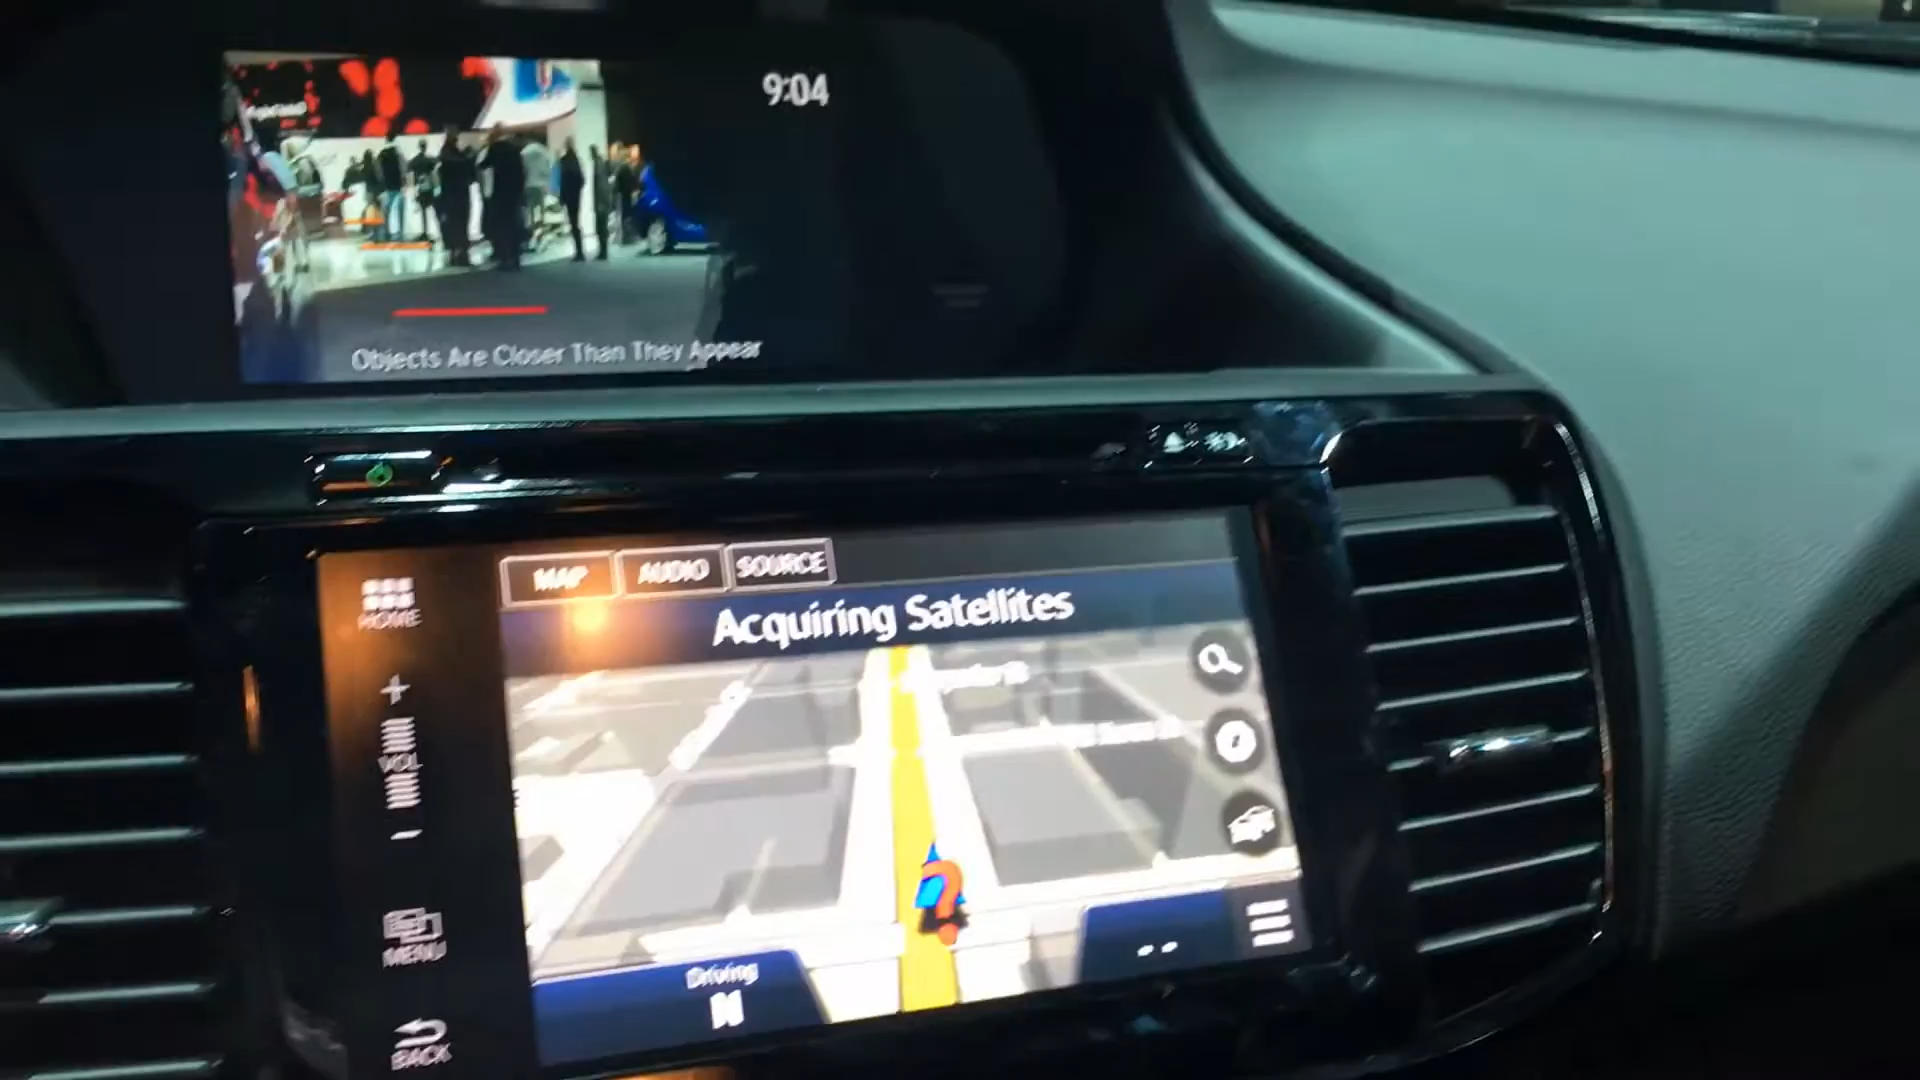 9:04
Objects Are Closer Than They Appear
MAP
AUDIO
SOURCE
HOME
Acquiring Satellites
+
VOL
-
MENU
Driving
N
--
BACK